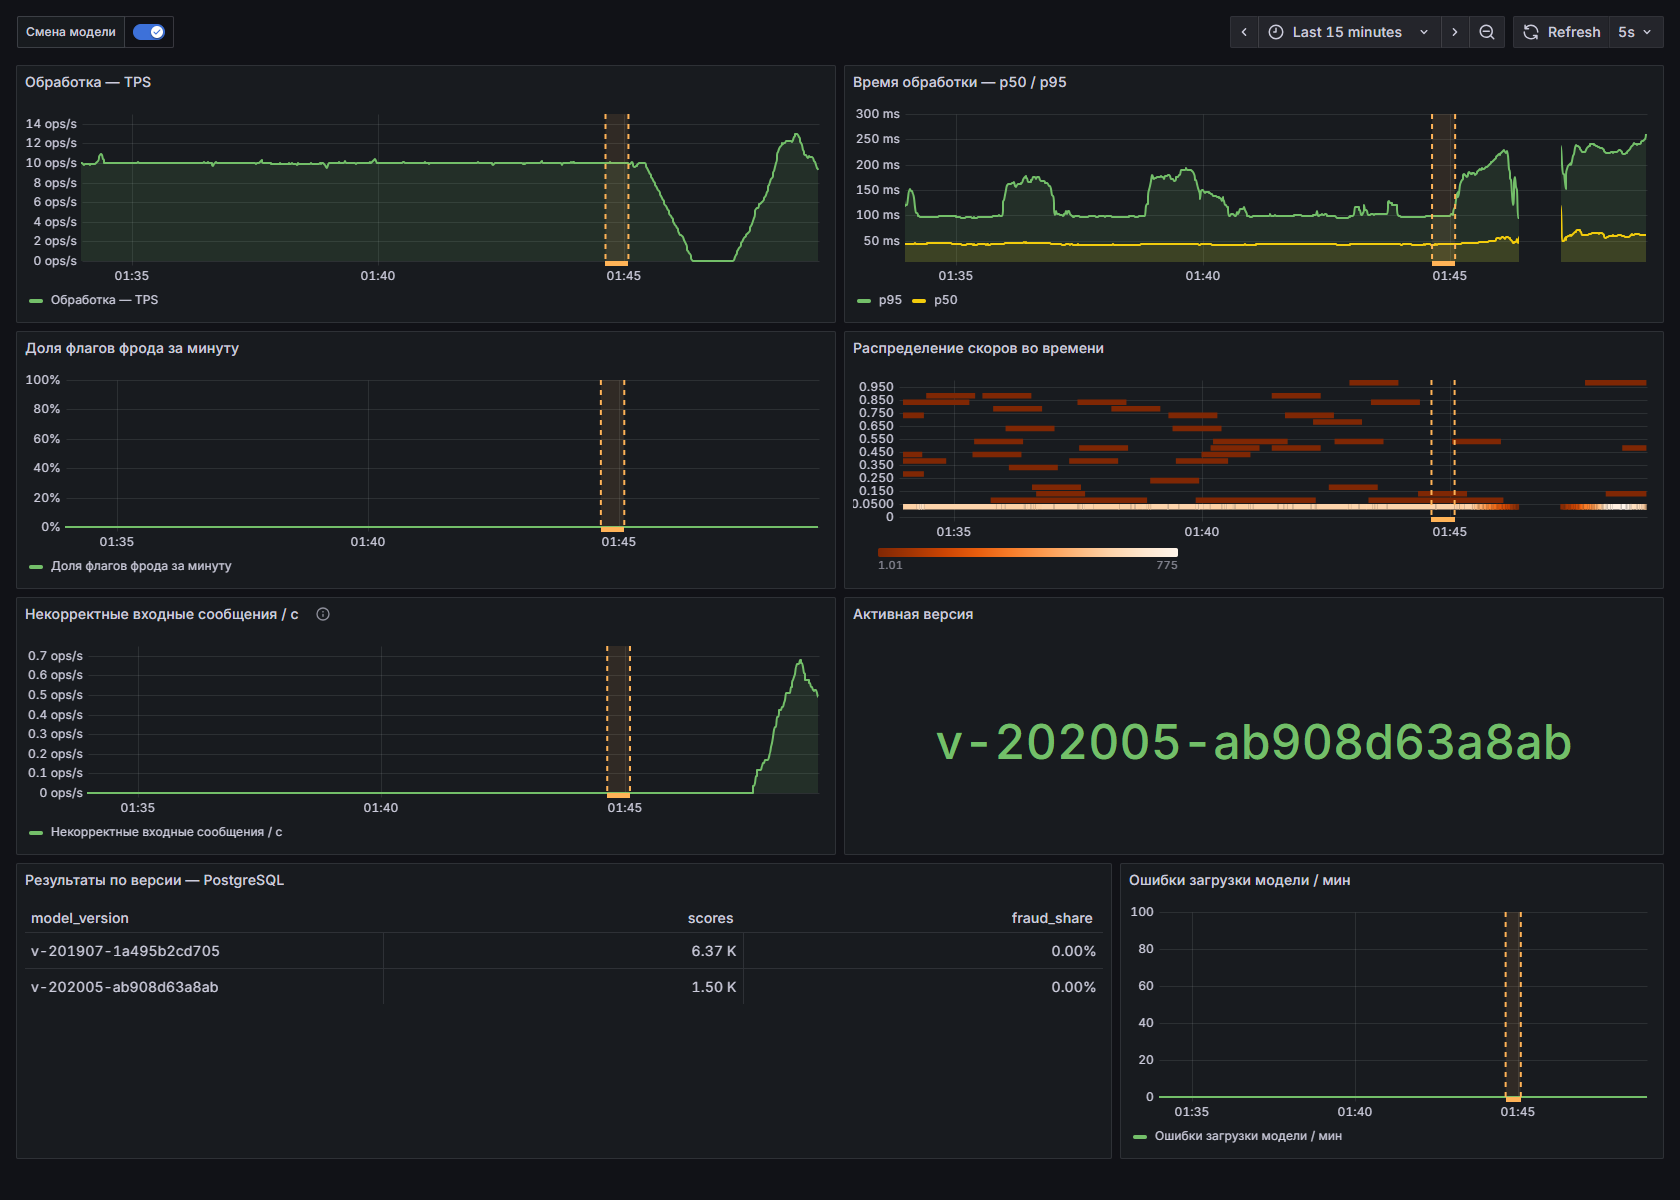 Смена модели
Last 15 minutes
Refresh
5s
Обработка — TPS
14 ops/s
12 ops/s
10 ops/s
8 ops/s
6 ops/s
4 ops/s
2 ops/s
0 ops/s
01:35 01:40 01:45
Обработка — TPS
Время обработки — p50 / p95
300 ms
250 ms
200 ms
150 ms
100 ms
50 ms
01:35 01:40 01:45
p95 p50
Доля флагов фрода за минуту
100%
80%
60%
40%
20%
0%
01:35 01:40 01:45
Доля флагов фрода за минуту
Распределение скоров во времени
0.950
0.850
0.750
0.650
0.550
0.450
0.350
0.250
0.150
0.0500
0
01:35 01:40 01:45
1.01 775
Некорректные входные сообщения / с
0.7 ops/s
0.6 ops/s
0.5 ops/s
0.4 ops/s
0.3 ops/s
0.2 ops/s
0.1 ops/s
0 ops/s
01:35 01:40 01:45
Некорректные входные сообщения / с
Активная версия
v-202005-ab908d63a8ab
Результаты по версии — PostgreSQL
model_version scores fraud_share
v-201907-1a495b2cd705 6.37 K 0.00%
v-202005-ab908d63a8ab 1.50 K 0.00%
Ошибки загрузки модели / мин
100
80
60
40
20
0
01:35 01:40 01:45
Ошибки загрузки модели / мин